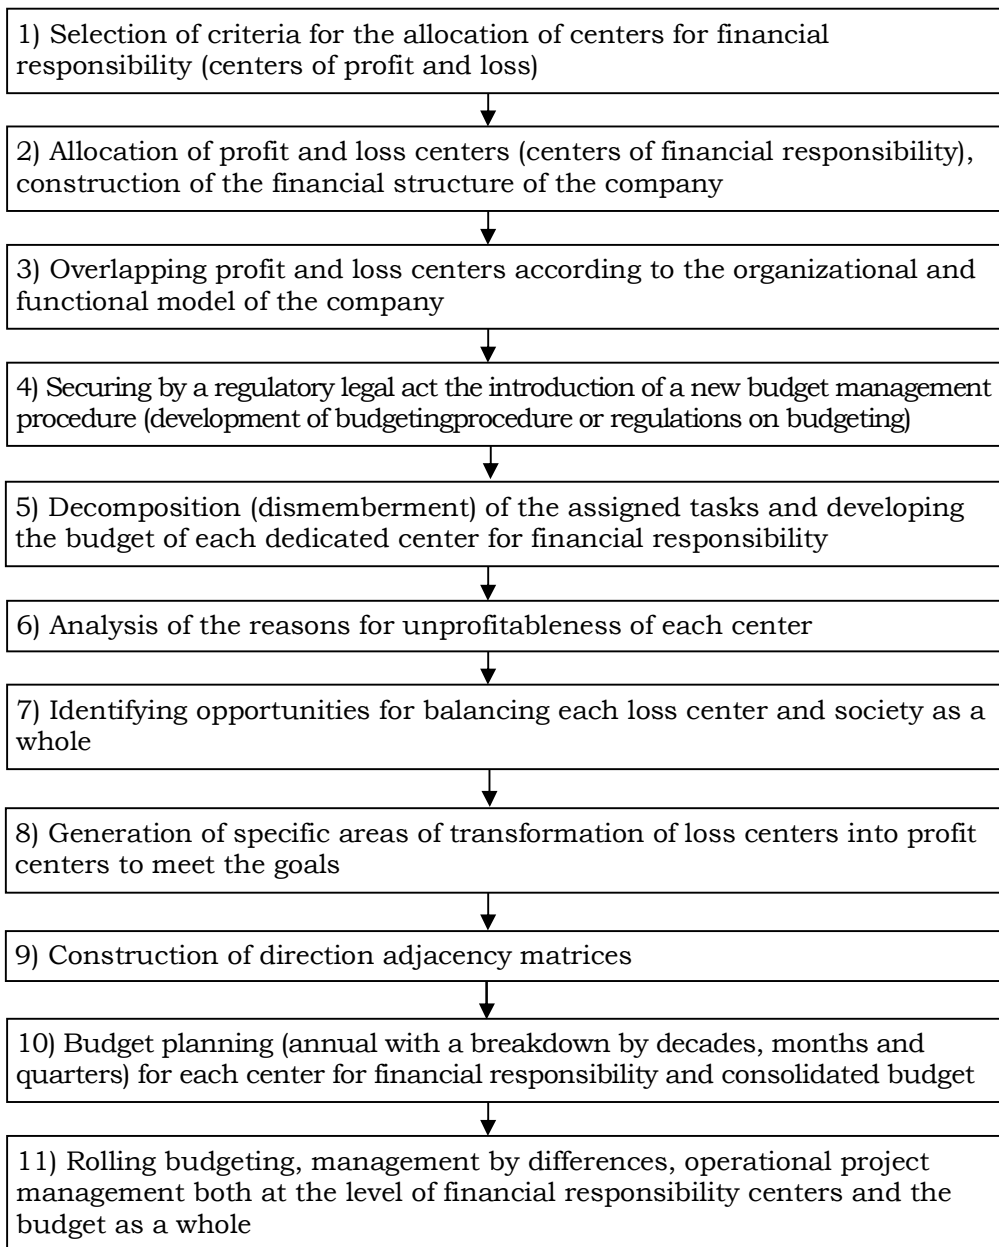 1) Selection of criteria for the allocation of centers for financial
responsibility (centers of profit and loss)
2) Allocation of profit and loss centers (centers of financial responsibility),
construction of the financial structure of the company
3) Overlapping profit and loss centers according to the organizational and
functional model of the company
4) Securing by a regulatory legal act the introduction of a new budget management
procedure (development of budgetingprocedure or regulations on budgeting)
5) Decomposition (dismemberment) of the assigned tasks and developing
the budget of each dedicated center for financial responsibility
6) Analysis of the reasons for unprofitableness of each center
7) Identifying opportunities for balancing each loss center and society as a
whole
8) Generation of specific areas of transformation of loss centers into profit
centers to meet the goals
9) Construction of direction adjacency matrices
10) Budget planning (annual with a breakdown by decades, months and
quarters) for each center for financial responsibility and consolidated budget
11) Rolling budgeting, management by differences, operational project
management both at the level of financial responsibility centers and the
budget as a whole